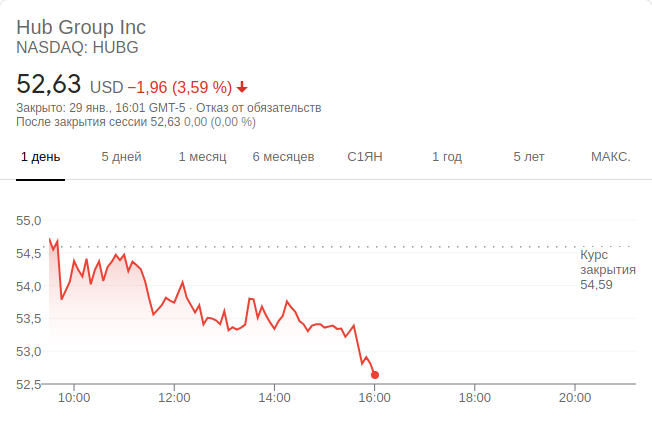 Hub Group Inc
NASDAQ: HUBG
52,63 USD −1,96 (3,59 %)
Закрыто: 29 янв., 16:01 GMT-5 · Отказ от обязательств
После закрытия сессии 52,63 0,00 (0,00 %)
1 день 5 дней 1 месяц 6 месяцев С1ЯН 1 год 5 лет МАКС.
55,0
54,5
54,0
53,5
53,0
52,5
Курс
закрытия
54,59
10:00 12:00 14:00 16:00 18:00 20:00